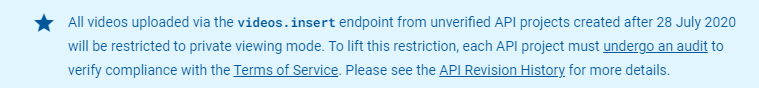 All videos uploaded via the videos.insert endpoint from unverified API projects created after 28 July 2020
will be restricted to private viewing mode. To lift this restriction, each API project must undergo an audit to
verify compliance with the Terms of Service. Please see the API Revision History for more details.